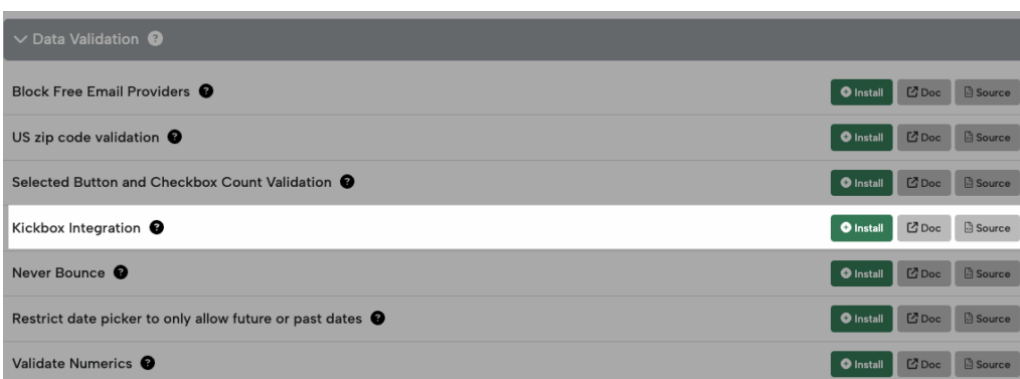 Data Validation ?
Block Free Email Providers ? Install Doc Source
US zip code validation ? Install Doc Source
Selected Button and Checkbox Count Validation ? Install Doc Source
Kickbox Integration ? Install Doc Source
Never Bounce ? Install Doc Source
Restrict date picker to only allow future or past dates ? Install Doc Source
Validate Numerics ? Install Doc Source